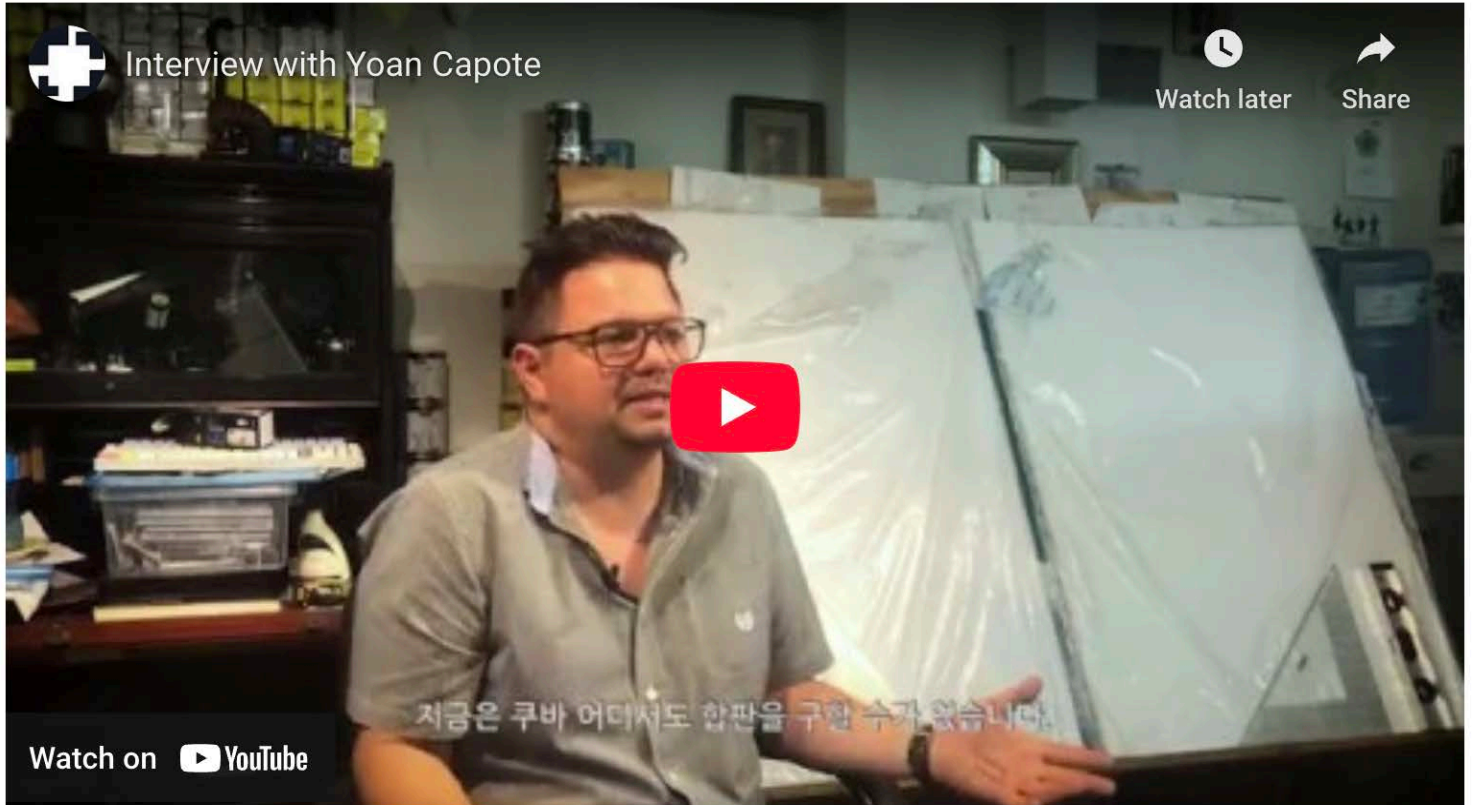 Interview with Yoan Capote
Watch later
Share
지금은 쿠바 어디서도 합판을 구할 수가 없습니다.
Watch on YouTube